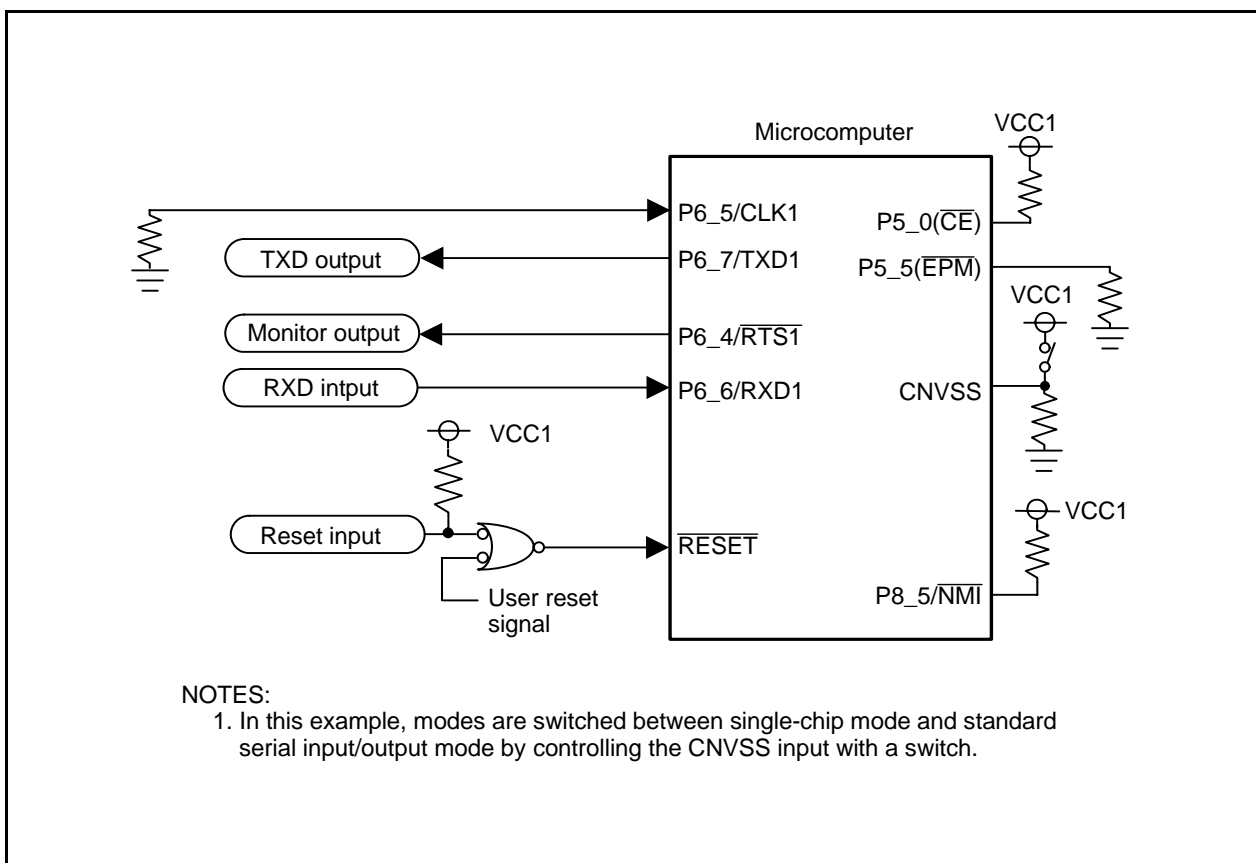 Microcomputer
VCC1
P6_5/CLK1
P5_0(CE)
TXD output
P6_7/TXD1
P5_5(EPM)
VCC1
Monitor output
P6_4/RTS1
RXD intput
P6_6/RXD1
CNVSS
VCC1
Reset input
RESET
VCC1
User reset
signal
P8_5/NMI
NOTES:
1. In this example, modes are switched between single-chip mode and standard
serial input/output mode by controlling the CNVSS input with a switch.